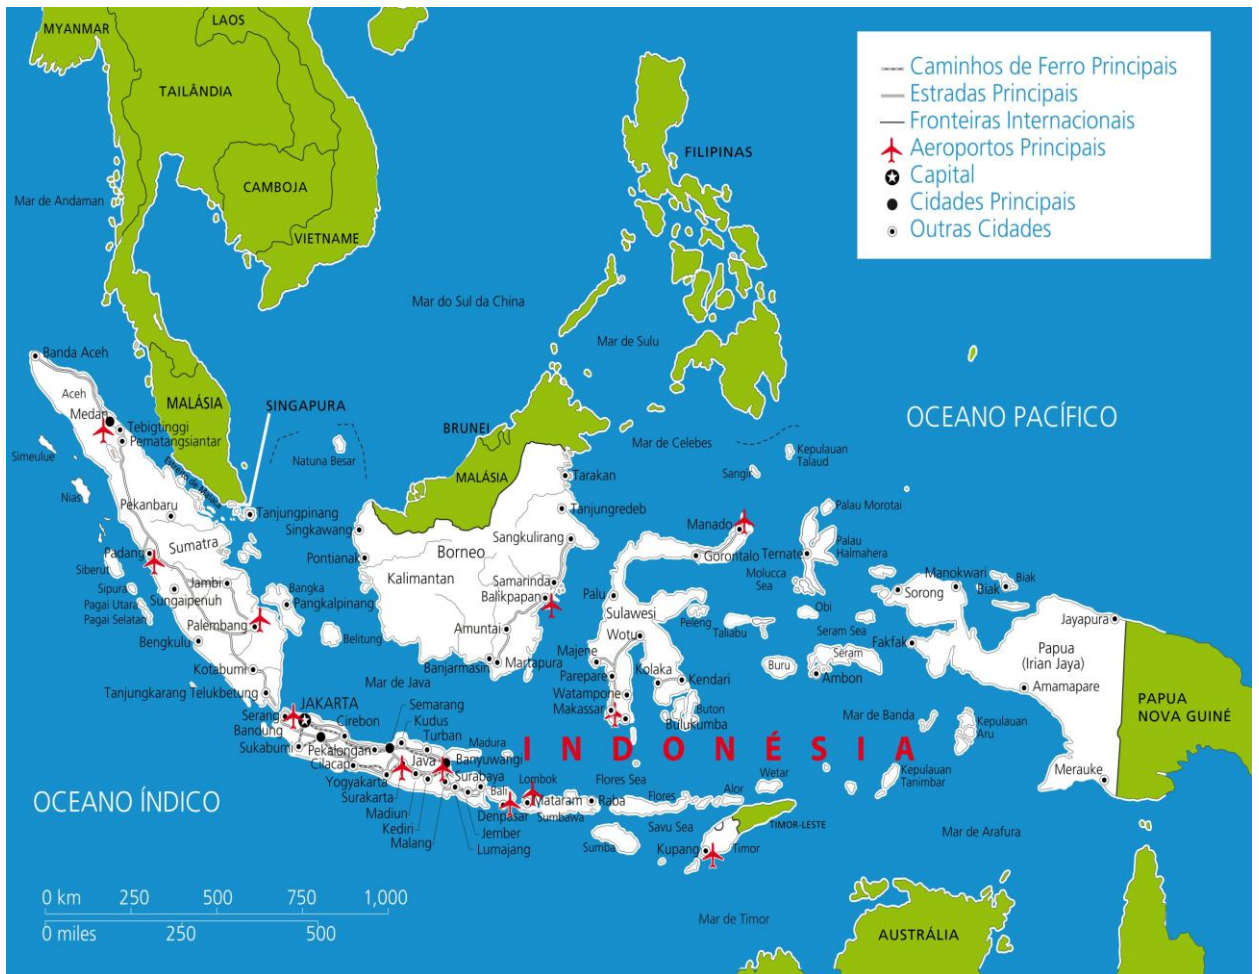 MYANMAR
LAOS
TAILÂNDIA
CAMBOJA
VIETNAME
Mar de Andaman
FILIPINAS
Caminhos de Ferro Principais
Estradas Principais
Fronteiras Internacionais
Aeroportos Principais
Capital
Cidades Principais
Outras Cidades
Mar do Sul da China
Mar de Sulu
Banda Aceh
Aceh
Medan
Tebigtinggi
Pematangsiantar
MALÁSIA
SINGAPURA
BRUNEI
MALÁSIA
OCEANO PACÍFICO
Simeulue
Nias
Estreito de Malaca
Natuna Besar
Mar de Celebes
Kepulauan
Talaud
Sangir
Tarakan
Pekanbaru
Tanjungpinang
Singkawang
Tanjungredeb
Manado
Palau Morotai
Sumatra
Padang
Siberut
Pontianak
Borneo
Sangkulirang
Gorontalo
Ternate
Palau
Halmahera
Sipura
Pagai Utara
Pagai Selatan
Sungaipenuh
Jambi
Bangka
Pangkalpinang
Kalimantan
Samarinda
Balikpapan
Palu
Molucca
Sea
Sorong
Manokwari
Biak
Biak
Palembang
Bengkulu
Belitung
Amuntai
Sulawesi
Peleng
Taliabu
Obi
Seram Sea
Jayapura
Kotabumi
Banjarmasin
Martapura
Wotu
Majene
Parepare
Kolaka
Kendari
Buru
Seram
Ambon
Fakfak
Papua
(Irian Jaya)
Amamapare
Tanjungkarang Telukbetung
Mar de Java
Watampone
Makassar
Buton
Bulukumba
Mar de Banda
Kepulauan
Aru
PAPUA
NOVA GUINÉ
JAKARTA
Serang
Bandung
Sukabumi
Cirebon
Semarang
Kudus
Turban
Pekalongan
Cilacap
Java
Madura
Banyuwangi
Surabaya
INDONÉSIA
Yogyakarta
Surakarta
Madiun
Kediri
Malang
Bali
Lombok
Denpasar
Jember
Lumajang
Mataram
Sumbawa
Raba
Flores Sea
Flores
Alor
Wetar
Kepulauan
Tanimbar
Merauke
OCEANO ÍNDICO
Sumba
Savu Sea
Kupang
Timor
TIMOR-LESTE
Mar de Arafura
0 km 250 500 750 1,000
0 miles 250 500
Mar de Timor
AUSTRÁLIA